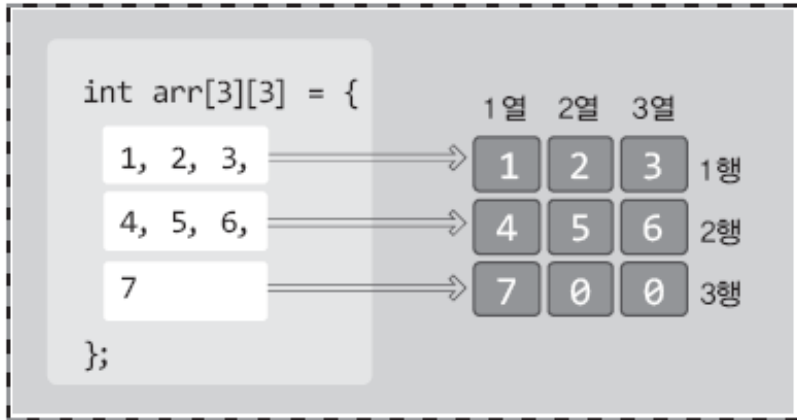 int arr[3][3] = {
1, 2, 3,
4, 5, 6,
7
};
1열 2열 3열
1 2 3 1행
4 5 6 2행
7 0 0 3행